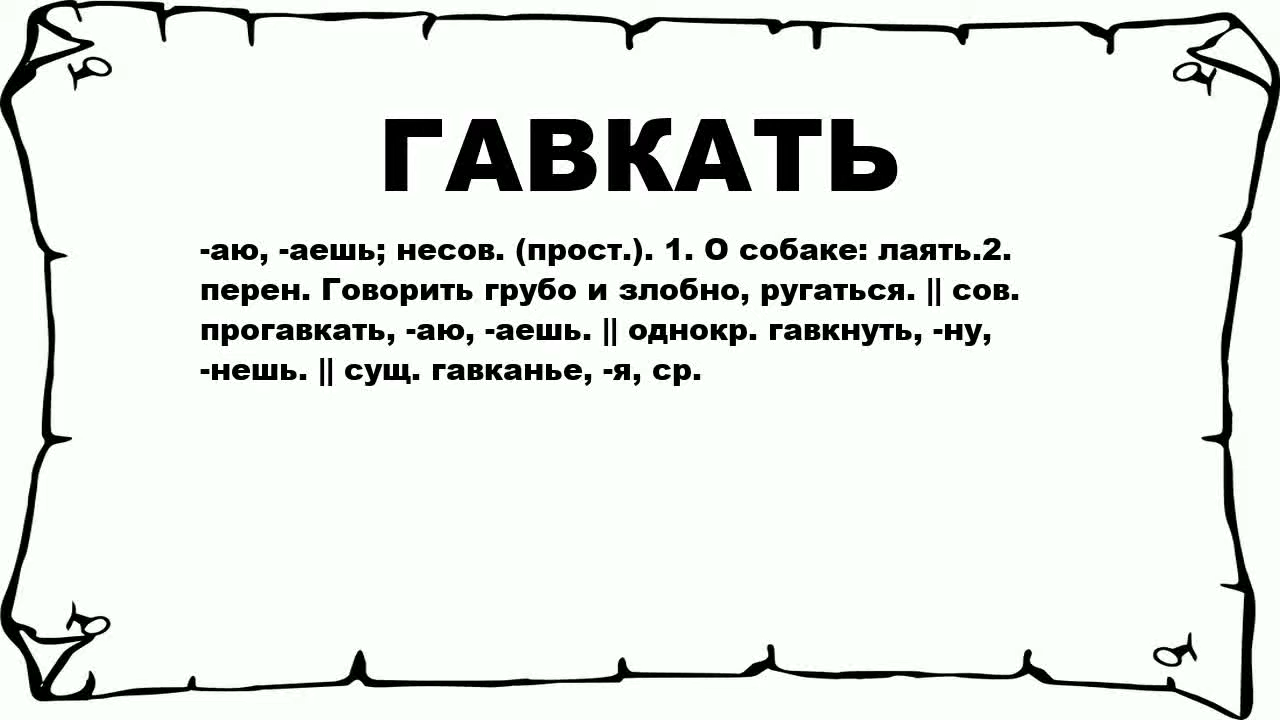 ГАВКАТЬ
-аю, -аешь; несов. (прост.). 1. О собаке: лаять.2.
перен. Говорить грубо и злобно, ругаться. || сов.
прогавкать, -аю, -аешь. || однокр. гавкнуть, -ну,
-нешь. || сущ. гавканье, -я, ср.